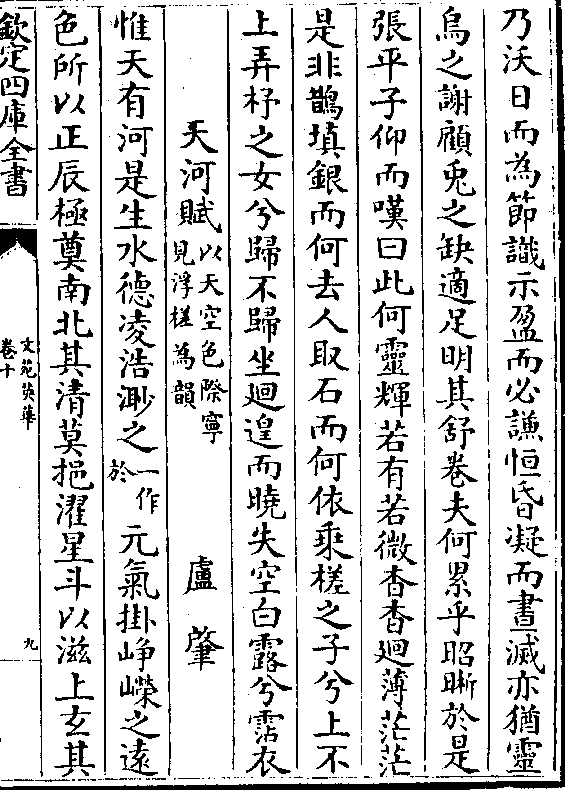 乃沃日而為節識示盈而必謙恒昏凝而晝滅亦猶靈
烏之謝顧兎之缺適足明其舒卷夫何累乎昭晰於是
張平子仰而嘆曰此何靈輝若有若微杳杳廻薄茫茫
是非鵲填銀而何去人取石而何依乗槎之子兮上不
上弄杼之女兮歸不歸坐廻遑而曉失空白露兮霑衣
天河賦以天空色際寧見浮槎為韻 盧肇
惟天有河是生水德凌浩渺之一作於元氣掛崢嶸之遠
色所以正辰極奠南北其清莫挹濯星斗以滋上玄其
欽定四庫全書
文苑英華
卷十
九